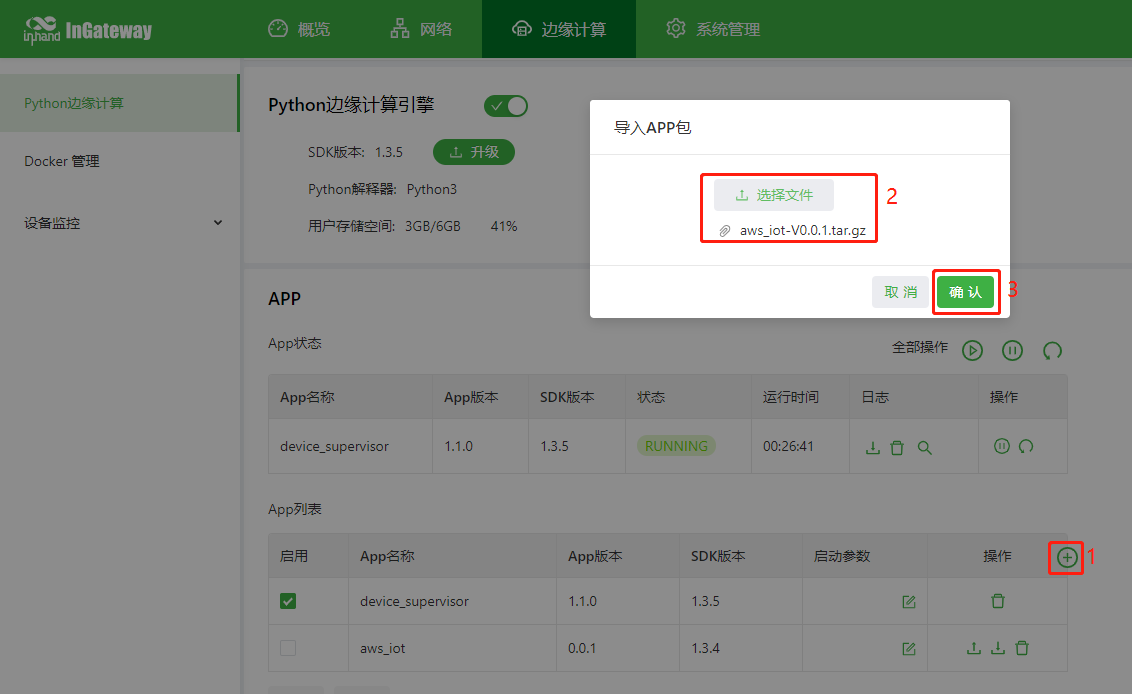 inhand InGateway 概览 网络 边缘计算 系统管理
Python边缘计算
Docker 管理
设备监控
Python边缘计算引擎
SDK版本: 1.3.5 升级
Python解释器: Python3
用户存储空间: 3GB/6GB 41%
导入APP包
选择文件 2
aws_iot-V0.0.1.tar.gz
取 消 确 认 3
APP
App状态 全部操作
App名称 App版本 SDK版本 状态 运行时间 日志 操作
device_supervisor 1.1.0 1.3.5 RUNNING 00:26:41
App列表
启用 App名称 App版本 SDK版本 启动参数 操作 1
device_supervisor 1.1.0 1.3.5
aws_iot 0.0.1 1.3.4